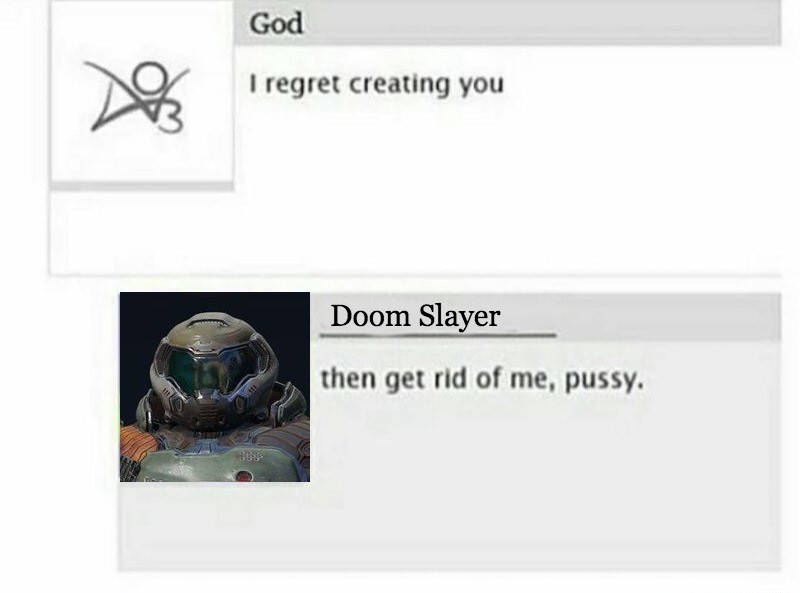 God
I regret creating you
Doom Slayer
then get rid of me, pussy.